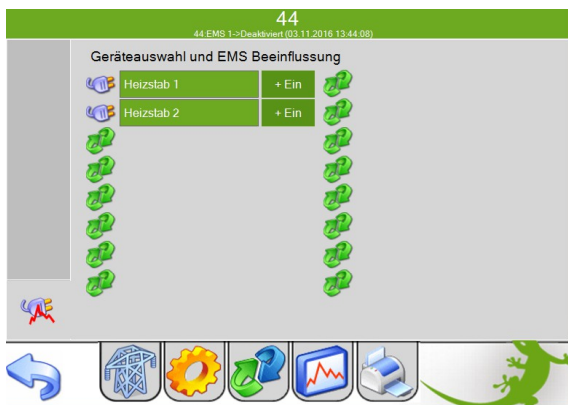 44
44:EMS 1->Deaktiviert (03.11.2016 13:44:08)
Geräteauswahl und EMS Beeinflussung
Heizstab 1 + Ein
Heizstab 2 + Ein